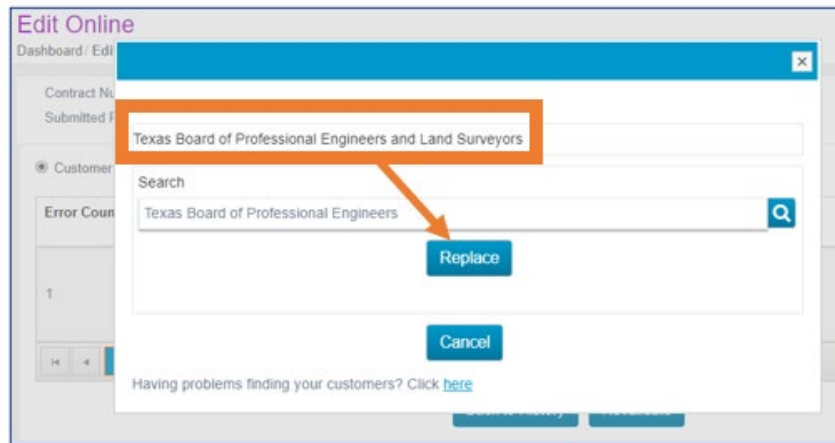 Edit Online
Dashboard/ Edi
Contract Nu
Submitted F
Texas Board of Professional Engineers and Land Surveyors
Customer
Search
Error Coun
Texas Board of Professional Engineers
Replace
1
Cancel
Having problems finding your customers? Click here